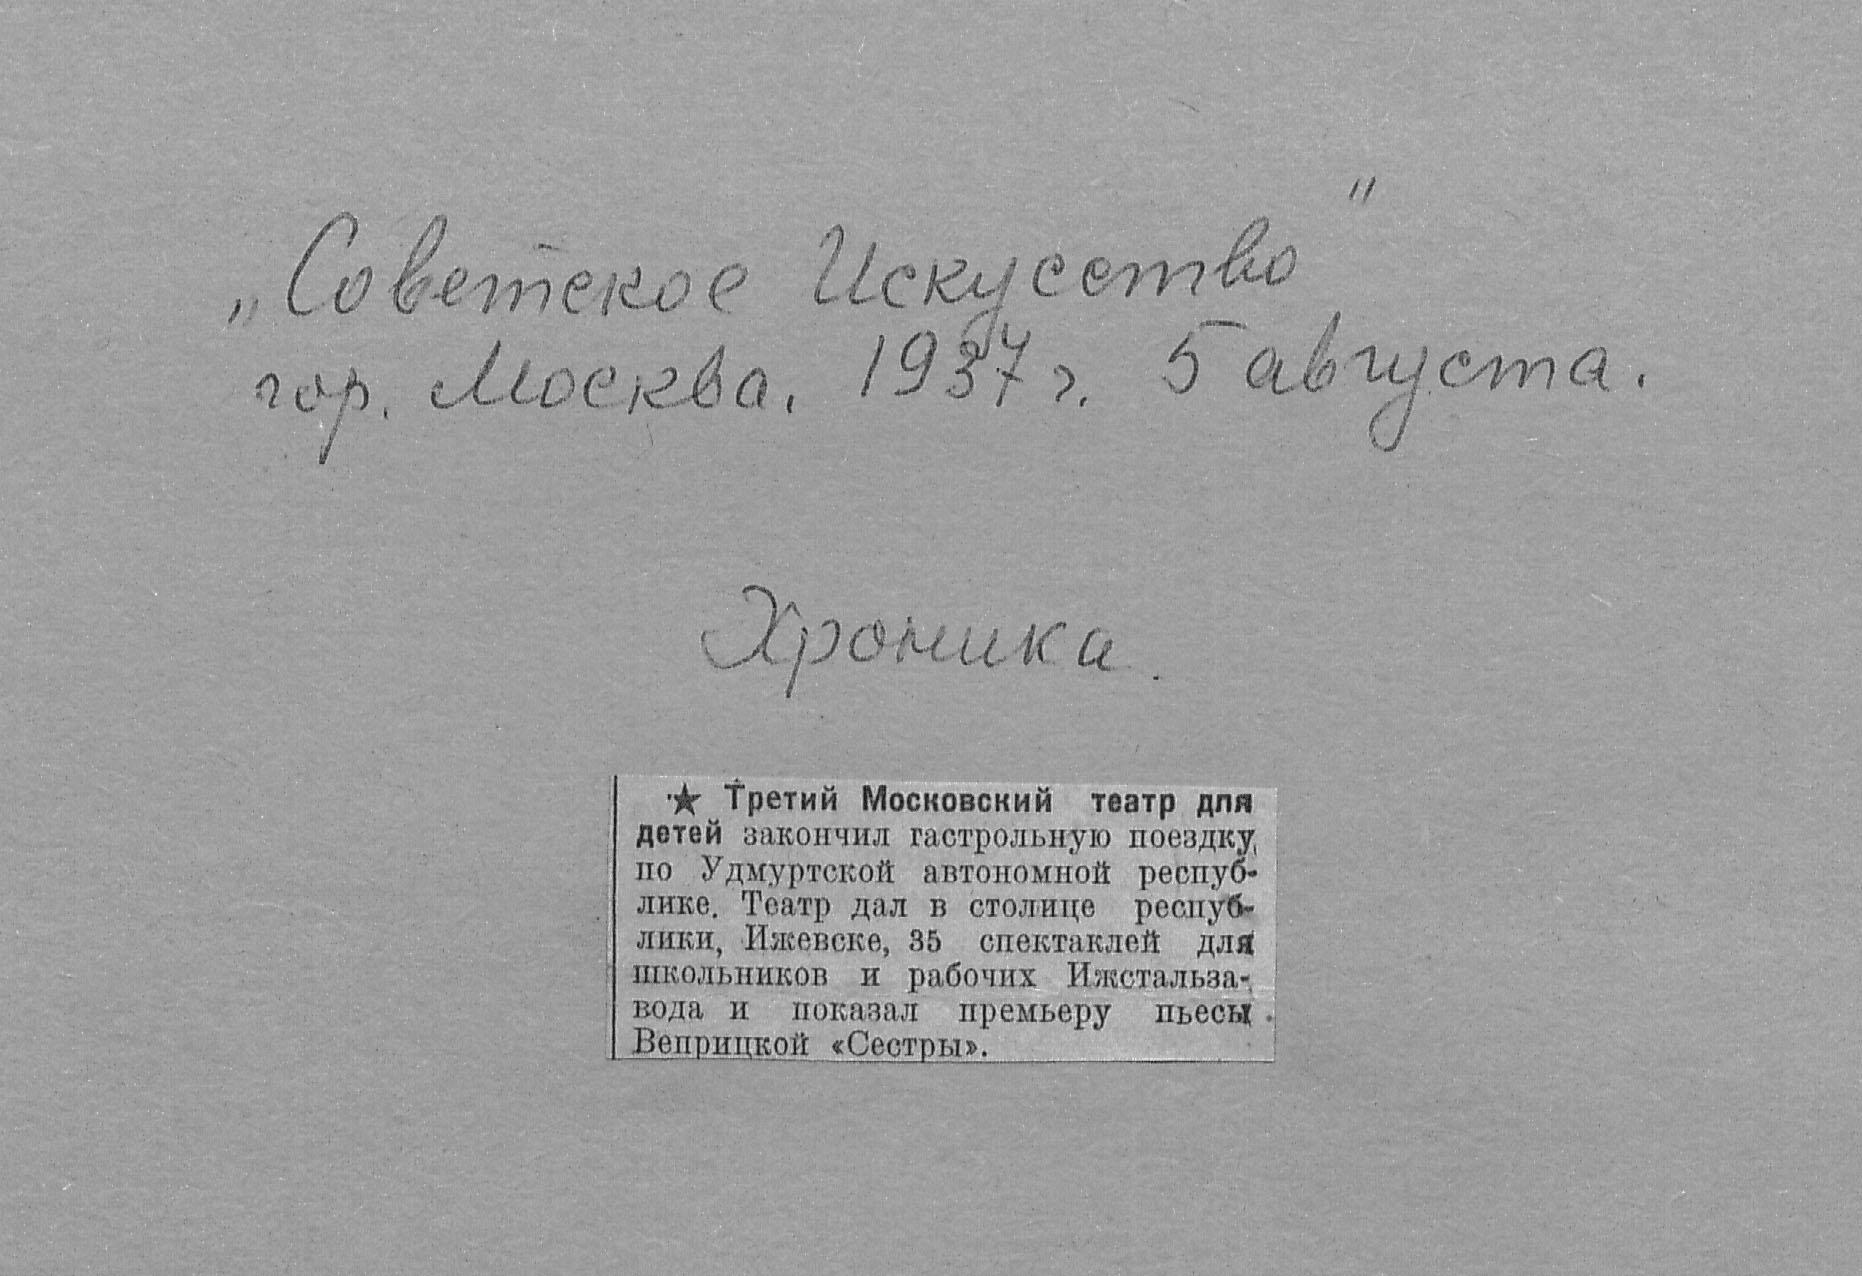 „Советское Искусство"
гор. Москва. 1937 г. 5 августа.
Хроника.
★ Третий Московский театр для
детей закончил гастрольную поездку
по Удмуртской автономной респуб-
лике. Театр дал в столице респуб-
лики, Ижевске, 35 спектаклей для
школьников и рабочих Ижстальза-
вода и показал премьеру пьесы
Веприцкой «Сестры».